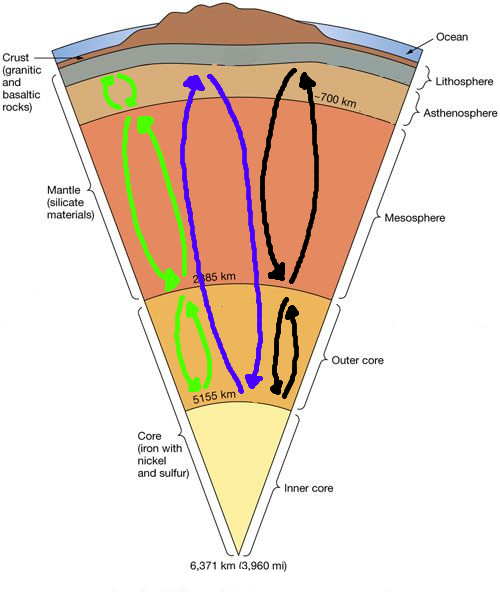 Ocean
Crust
(granitic
and
basaltic
rocks)
Lithosphere
~700 km
Asthenosphere
Mantle
(silicate
materials)
Mesosphere
2885 km
Outer core
5155 km
Core
(iron with
nickel
and sulfur)
Inner core
6,371 km (3,960 mi)